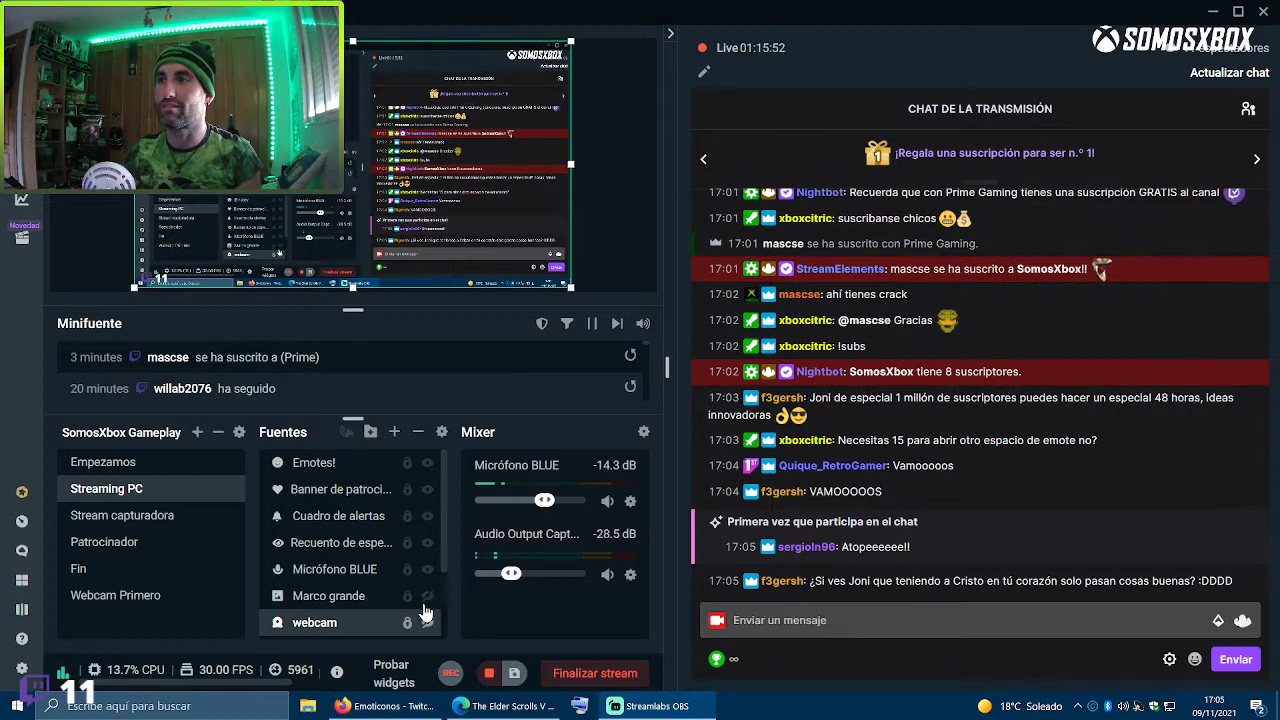 SOMOSXBOX
Live 01:15:52
Actualizar chat
CHAT DE LA TRANSMISIÓN
¡Regala una suscripción para ser n.º 1!
17:01 Nightbot: Recuerde que con Prime Gaming tienes una suscripción GRATIS al canal
17:01 xboxcitric: suscribiranse chicos
17:01 mascse se ha suscrito con Prime Gaming.
17:01 StreamElements: mascse se ha suscrito a SomosXbox!!
17:02 mascse: ahí tienes crack
17:02 xboxcitric: @mascse Gracias
17:02 xboxcitric: !subs
17:02 Nightbot: SomosXbox tiene 8 suscriptores.
17:03 f3gersh: Joni de especial 1 millón de suscriptores puedes hacer un especial 48 horas, ideas
innovadoras
17:03 xboxcitric: Necesitas 15 para abrir otro espacio de emote no?
17:04 Quique_RetroGamer: Vamooooos
17:04 f3gersh: VAMOOOOOS
Primera vez que participa en el chat
17:05 sergioln96: Atopeeeeee!!
17:05 f3gersh: ¿Si ves Joni que teniendo a Cristo en tú corazón solo pasan cosas buenas? :DDDD
Enviar un mensaje
∞
Enviar
Novedad
Minifuente
3 minutes mascse se ha suscrito a (Prime)
20 minutes willab2076 ha seguido
SomosXbox Gameplay
Empezamos
Streaming PC
Stream capturadora
Patrocinador
Fin
Webcam Primero
Fuentes
Emotes!
Banner de patroci...
Cuadro de alertas
Recuento de espe...
Micrófono BLUE
Marco grande
webcam
Mixer
Micrófono BLUE -14.3 dB
Audio Output Capt... -28.5 dB
13.7% CPU
30.00 FPS
5961
Probar
widgets
REC
Finalizar stream
11
Escribe aquí para buscar
Emoticonos - Twitc...
The Elder Scrolls V ...
Streamlabs OBS
18°C Soleado
17:05
09/11/2021
2